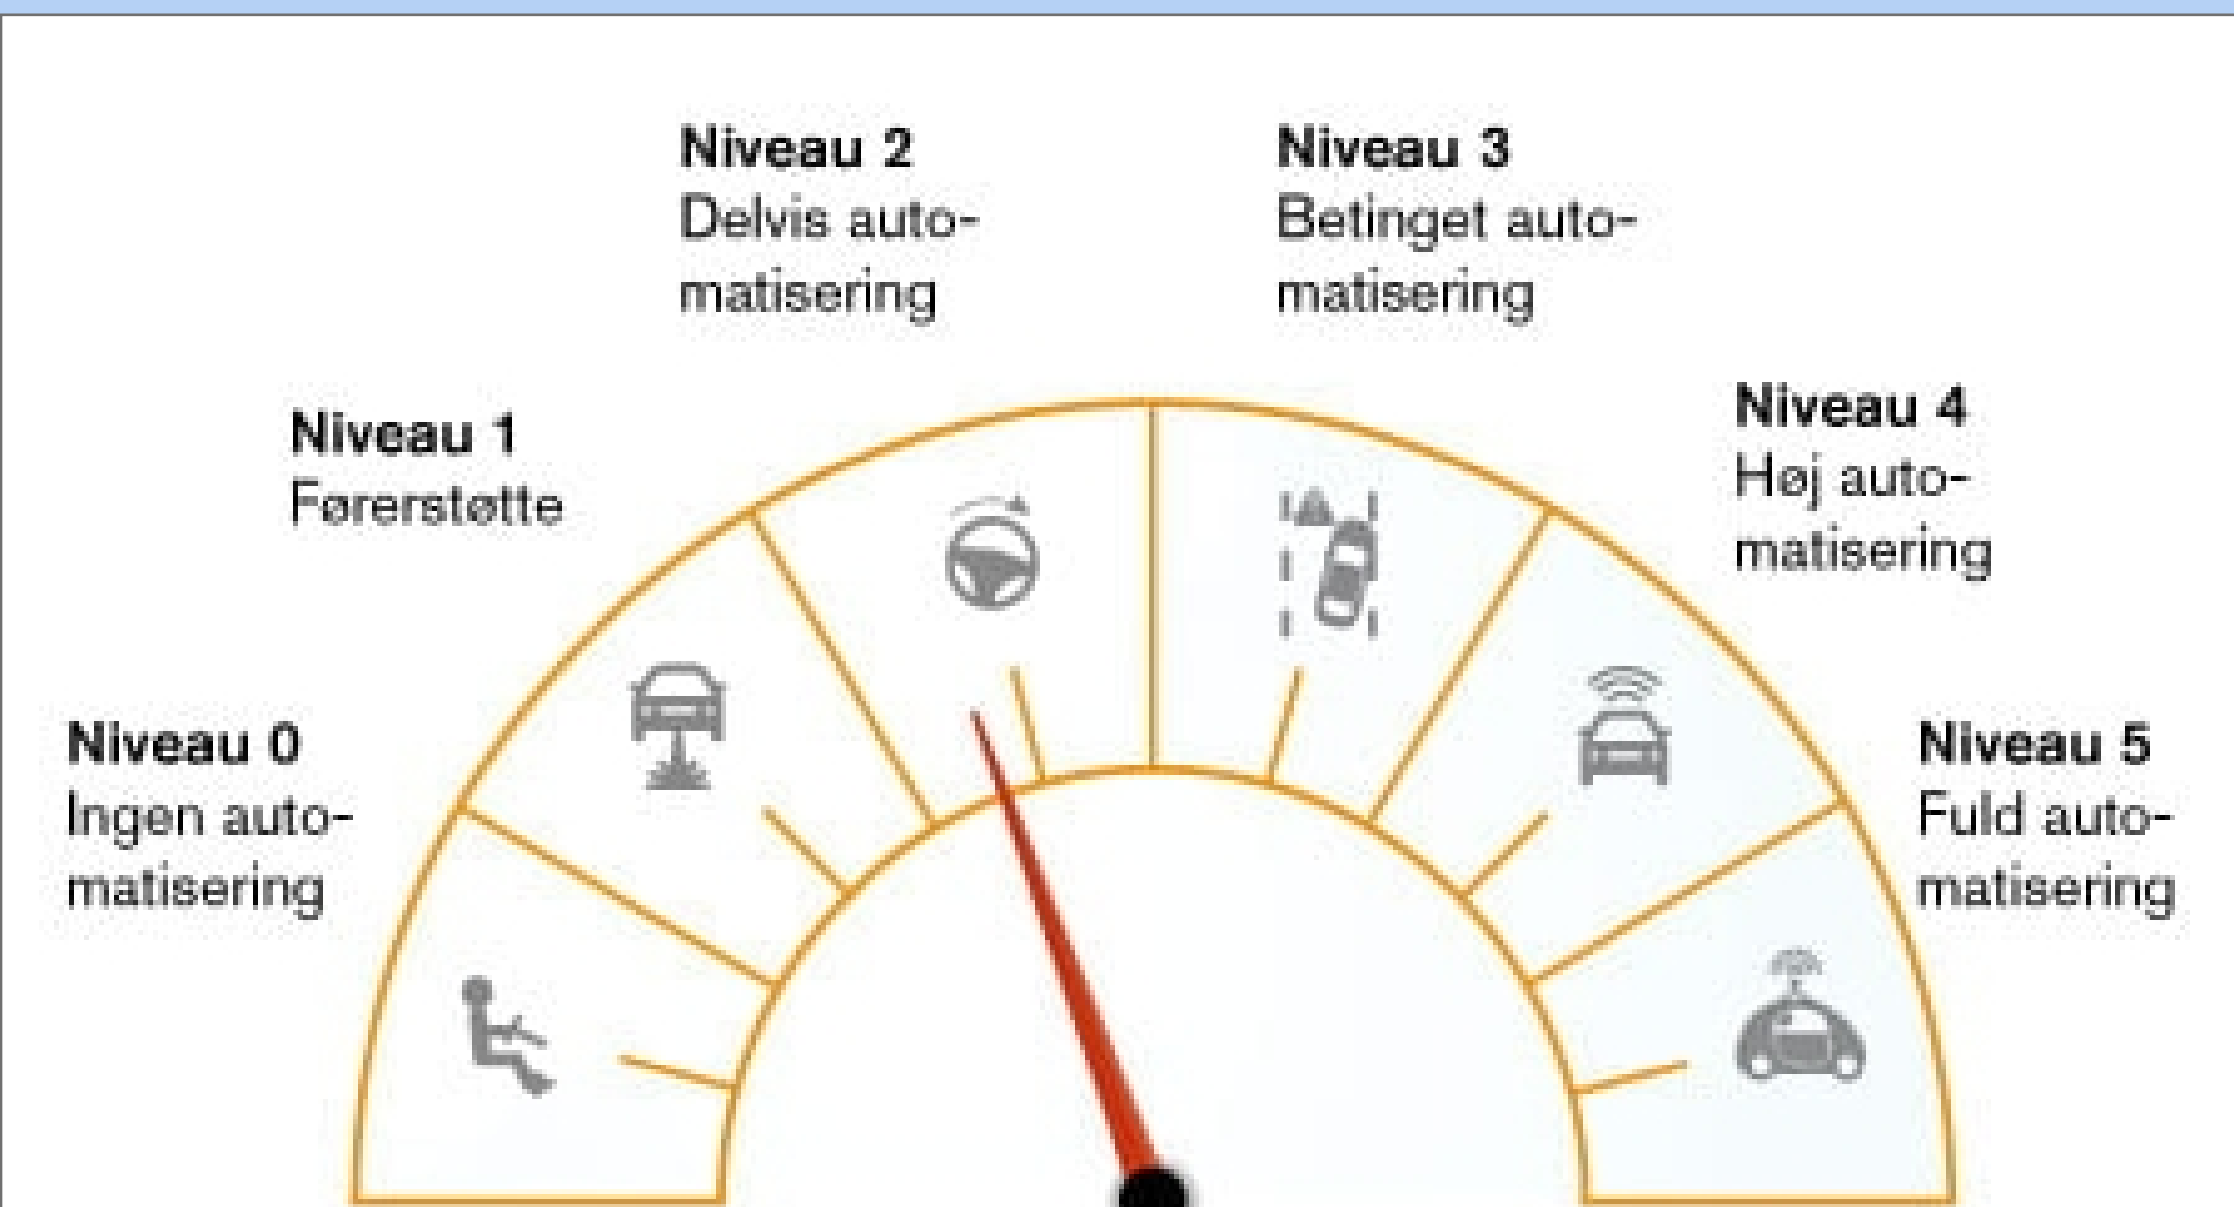 Niveau 0
Ingen auto-
matisering
Niveau 1
Førerstøtte
Niveau 2
Delvis auto-
matisering
Niveau 3
Betinget auto-
matisering
Niveau 4
Høj auto-
matisering
Niveau 5
Fuld auto-
matisering